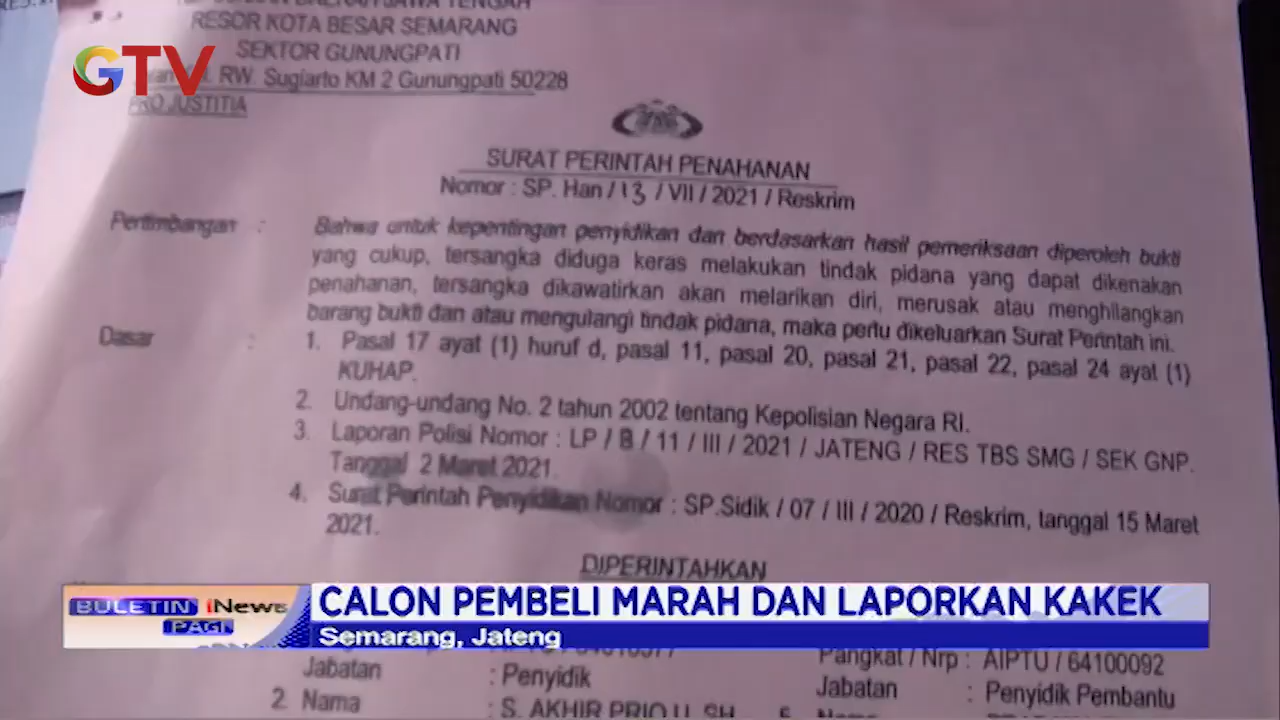 RESOR KOTA BESAR SEMARANG
SEKTOR GUNUNGPATI
GTV
RW. Sugiarto KM 2 Gunungpati 50228
PRO JUSTITIA
SURAT PERINTAH PENAHANAN
Nomor : SP. Han / 13 / VII / 2021 / Reskrim
Pertimbangan : Bahwa untuk kepentingan penyidikan dan berdasarkan hasil pemeriksaan diperoleh bukti
yang cukup, tersangka diduga keras melakukan tindak pidana yang dapat dikenakan
penahanan, tersangka dikawatirkan akan melarikan diri, merusak atau menghilangkan
barang bukti dan atau mengulangi tindak pidana, maka perlu dikeluarkan Surat Perintah ini.
Dasar : 1. Pasal 17 ayat (1) huruf d, pasal 11, pasal 20, pasal 21, pasal 22, pasal 24 ayat (1)
KUHAP.
2. Undang-undang No. 2 tahun 2002 tentang Kepolisian Negara RI.
3. Laporan Polisi Nomor : LP / B / 11 / III / 2021 / JATENG / RES TBS SMG / SEK GNP.
Tanggal 2 Maret 2021.
4. Surat Perintah Penyidikan Nomor : SP.Sidik / 07 / III / 2020 / Reskrim, tanggal 15 Maret
2021.
DIPERINTAHKAN
BULETIN iNews
PAGI
CALON PEMBELI MARAH DAN LAPORKAN KAKEK
Semarang, Jateng
Pangkat / Nrp : AIPTU / 64100092
Jabatan : Penyidik
Jabatan : Penyidik Pembantu
2. Nama : S. AKHIR PRIO U, SH